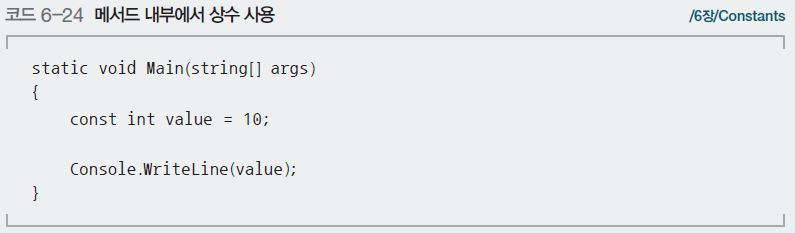 코드 6-24 메서드 내부에서 상수 사용 /6장/Constants
static void Main(string[] args)
{
    const int value = 10;

    Console.WriteLine(value);
}